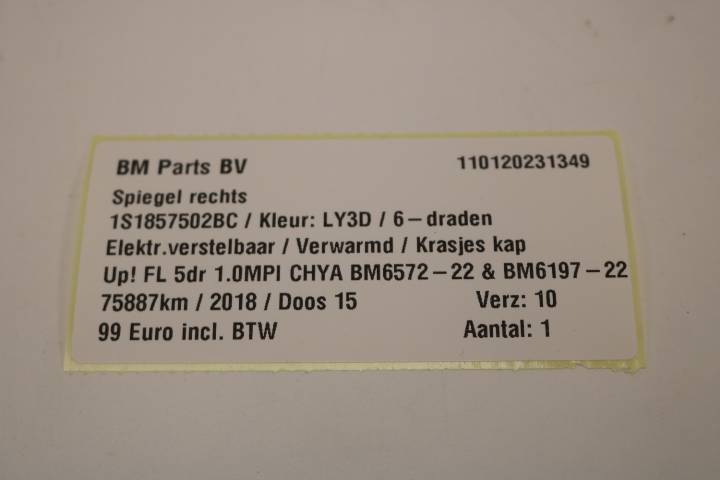 BM Parts BV 110120231349
Spiegel rechts
1S1857502BC / Kleur: LY3D / 6-draden
Elektr.verstelbaar / Verwarmd / Krasjes kap
Up! FL 5dr 1.0MPI CHYA BM6572-22 & BM6197-22
75887km / 2018 / Doos 15 Verz: 10
99 Euro incl. BTW Aantal: 1